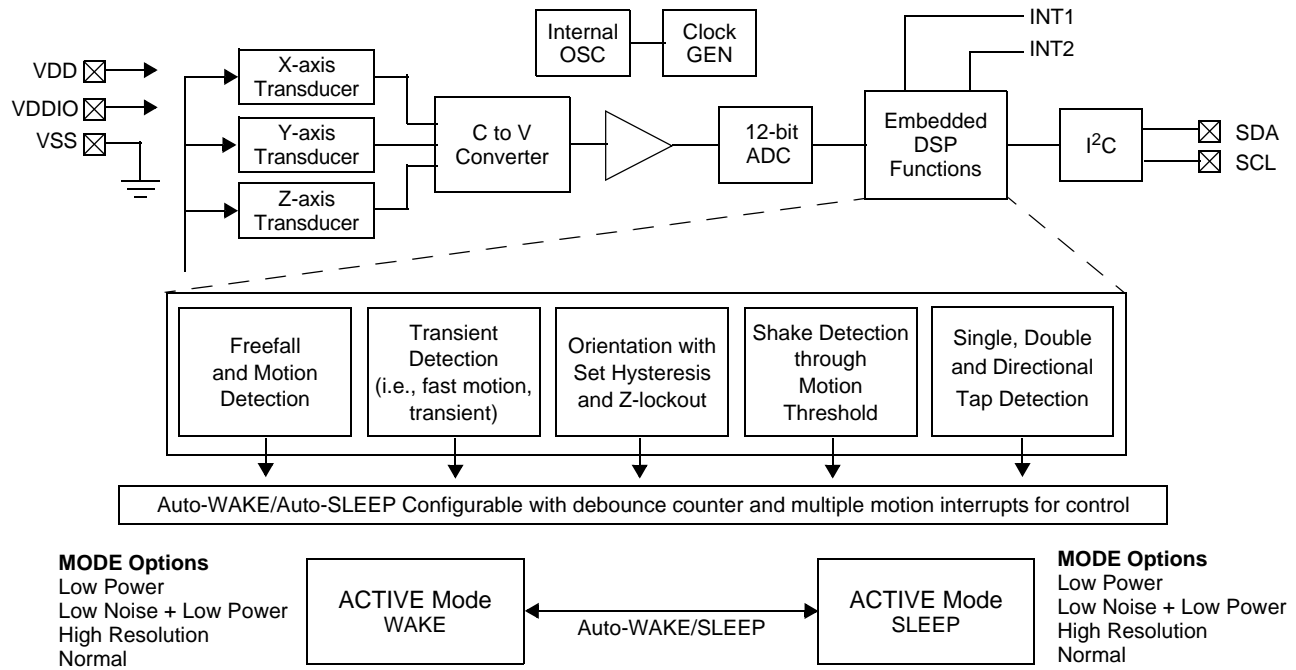 INT1
INT2
Internal
OSC
Clock
GEN
VDD
VDDIO
VSS
X-axis
Transducer
Y-axis
Transducer
Z-axis
Transducer
C to V
Converter
12-bit
ADC
Embedded
DSP
Functions
I2C
SDA
SCL
Freefall
and Motion
Detection
Transient
Detection
(i.e., fast motion,
transient)
Orientation with
Set Hysteresis
and Z-lockout
Shake Detection
through
Motion
Threshold
Single, Double
and Directional
Tap Detection
Auto-WAKE/Auto-SLEEP Configurable with debounce counter and multiple motion interrupts for control
MODE Options
Low Power
Low Noise + Low Power
High Resolution
Normal
ACTIVE Mode
WAKE
Auto-WAKE/SLEEP
ACTIVE Mode
SLEEP
MODE Options
Low Power
Low Noise + Low Power
High Resolution
Normal